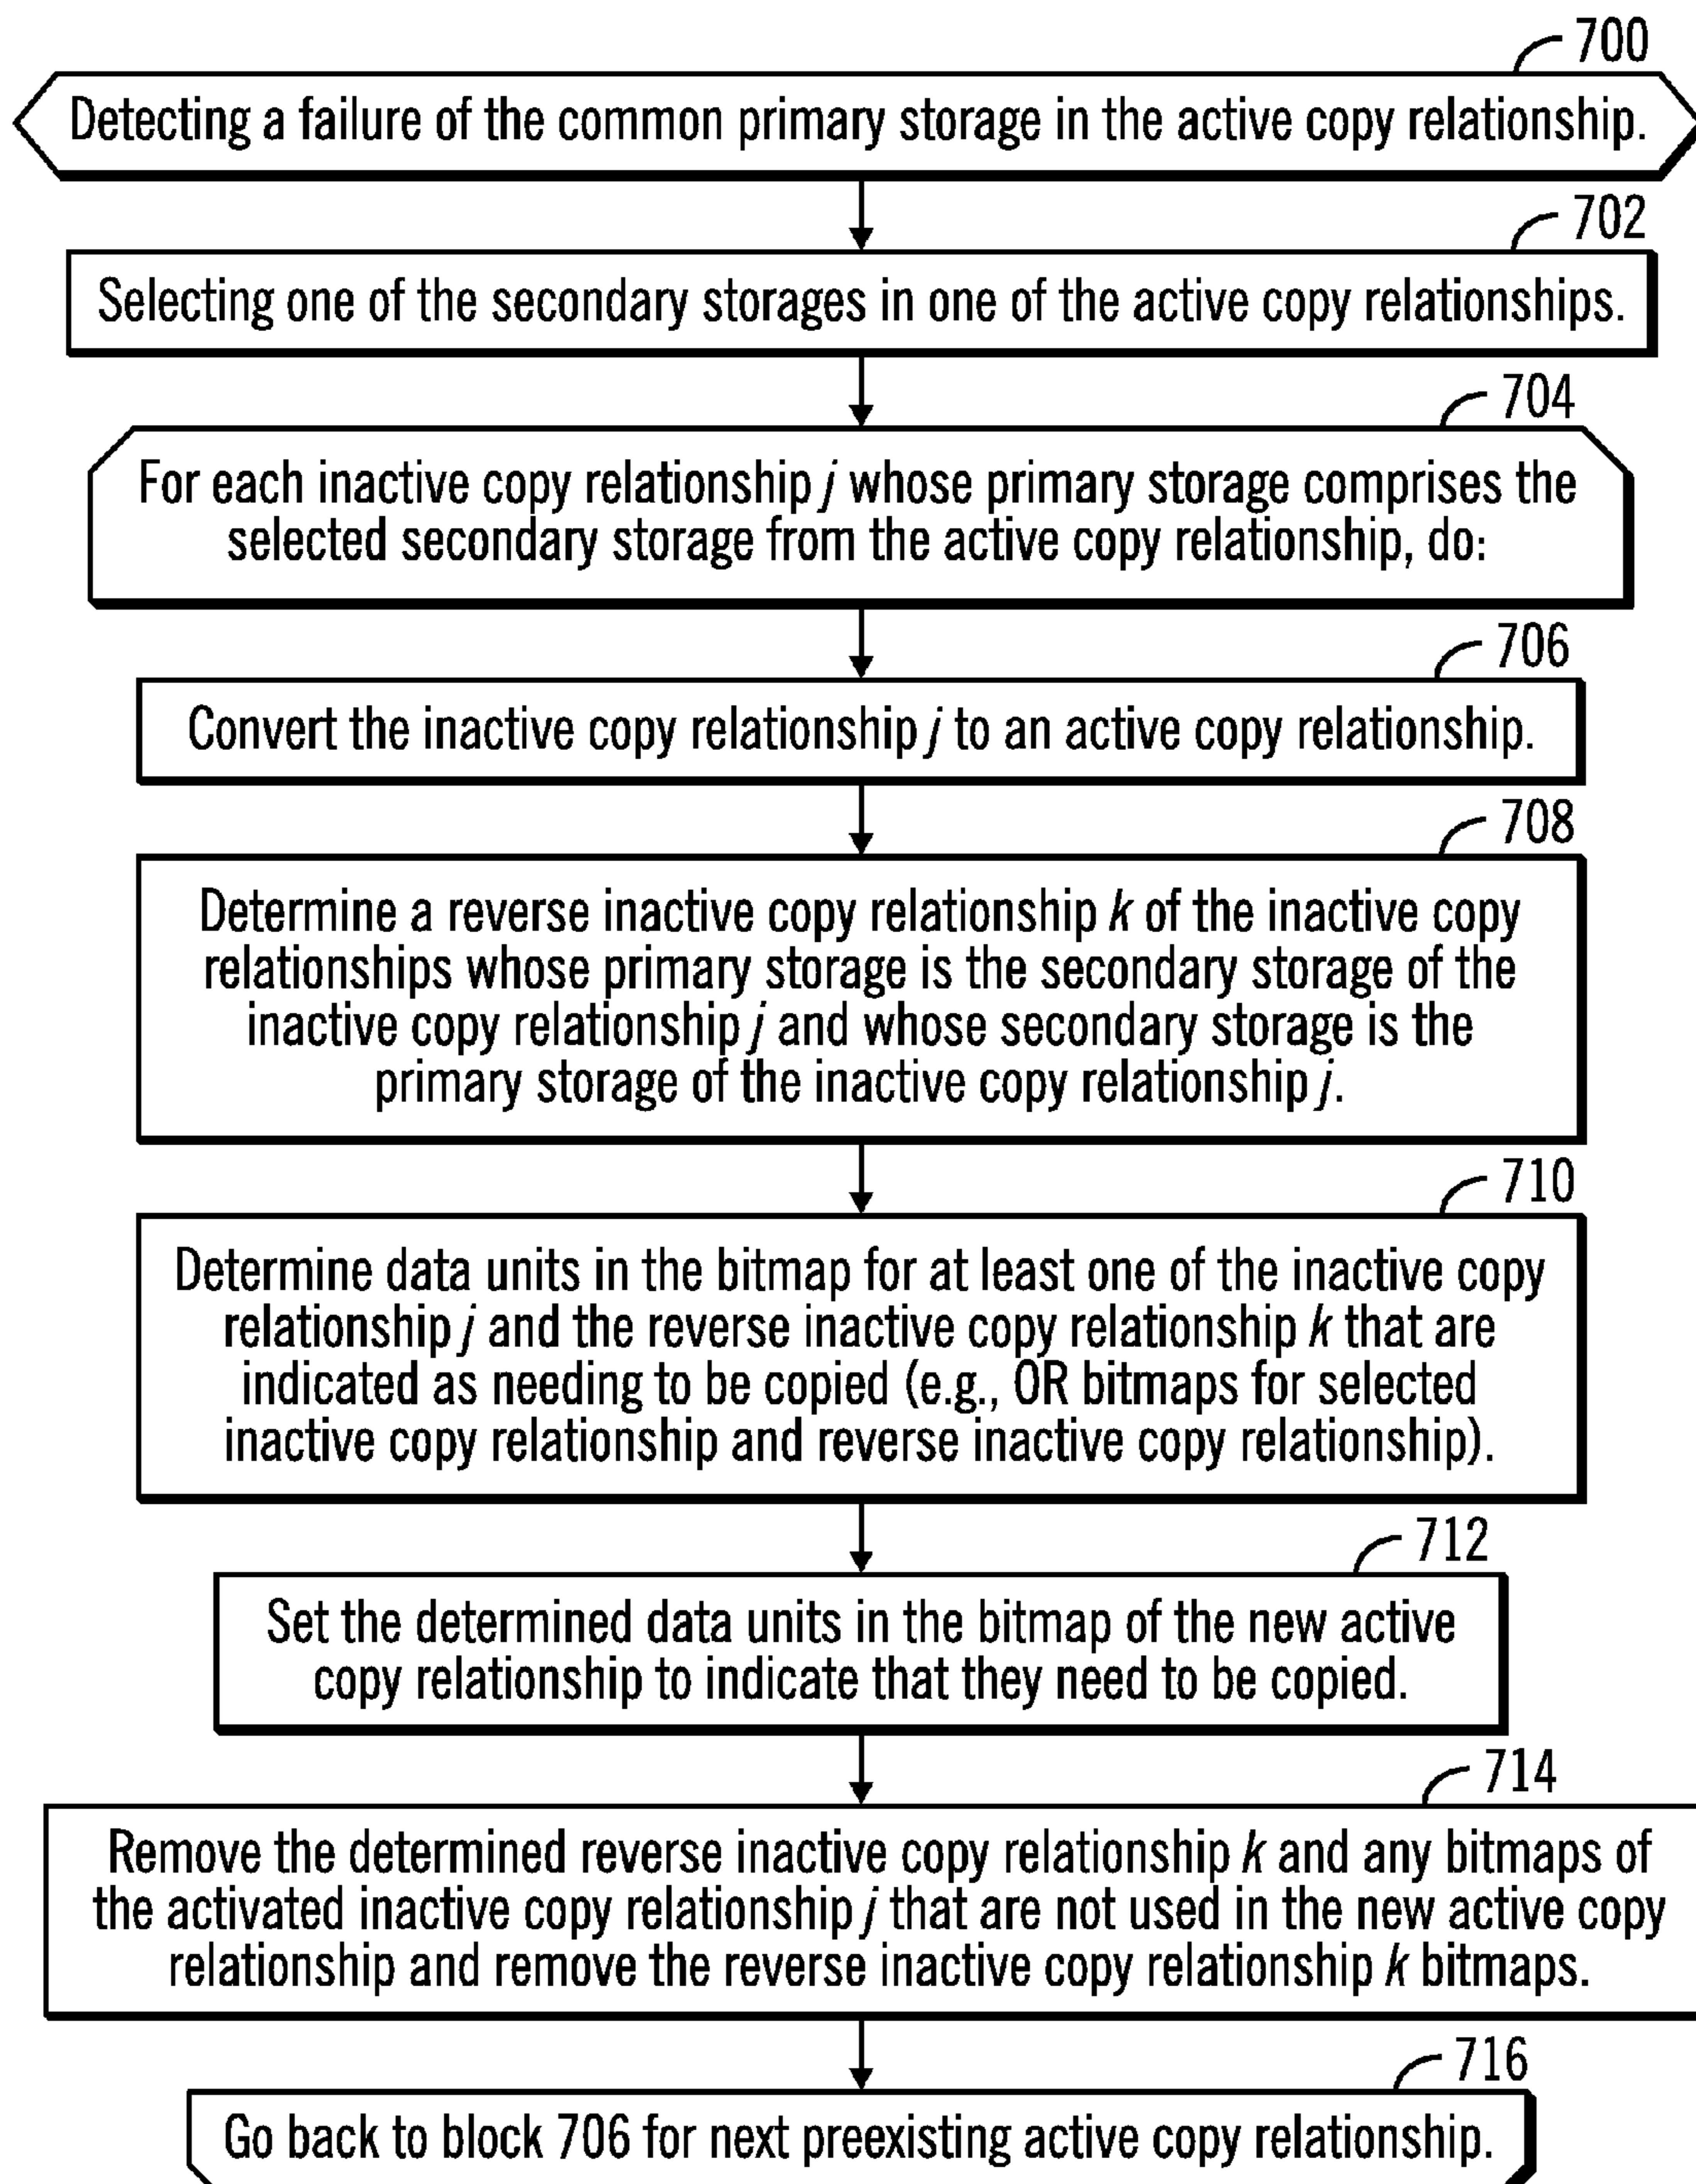 700
Detecting a failure of the common primary storage in the active copy relationship.
702
Selecting one of the secondary storages in one of the active copy relationships.
704
For each inactive copy relationship j whose primary storage comprises the
selected secondary storage from the active copy relationship, do:
706
Convert the inactive copy relationship j to an active copy relationship.
708
Determine a reverse inactive copy relationship k of the inactive copy
relationships whose primary storage is the secondary storage of the
inactive copy relationship j and whose secondary storage is the
primary storage of the inactive copy relationship j.
710
Determine data units in the bitmap for at least one of the inactive copy
relationship j and the reverse inactive copy relationship k that are
indicated as needing to be copied (e.g., OR bitmaps for selected
inactive copy relationship and reverse inactive copy relationship).
712
Set the determined data units in the bitmap of the new active
copy relationship to indicate that they need to be copied.
714
Remove the determined reverse inactive copy relationship k and any bitmaps of
the activated inactive copy relationship j that are not used in the new active copy
relationship and remove the reverse inactive copy relationship k bitmaps.
716
Go back to block 706 for next preexisting active copy relationship.